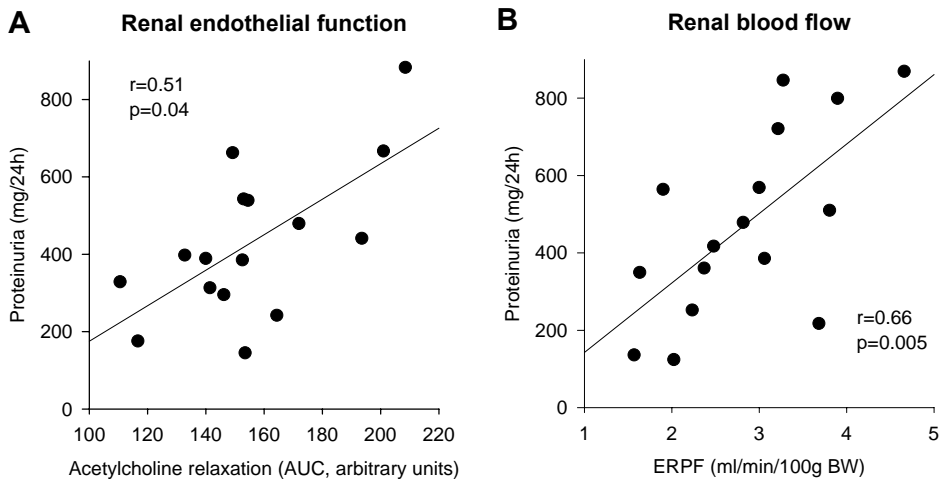 A
Renal endothelial function
r=0.51
p=0.04
Proteinuria (mg/24h)
800
600
400
200
0
100 120 140 160 180 200 220
Acetylcholine relaxation (AUC, arbitrary units)
B
Renal blood flow
Proteinuria (mg/24h)
800
600
400
200
0
r=0.66
p=0.005
1 2 3 4 5
ERPF (ml/min/100g BW)